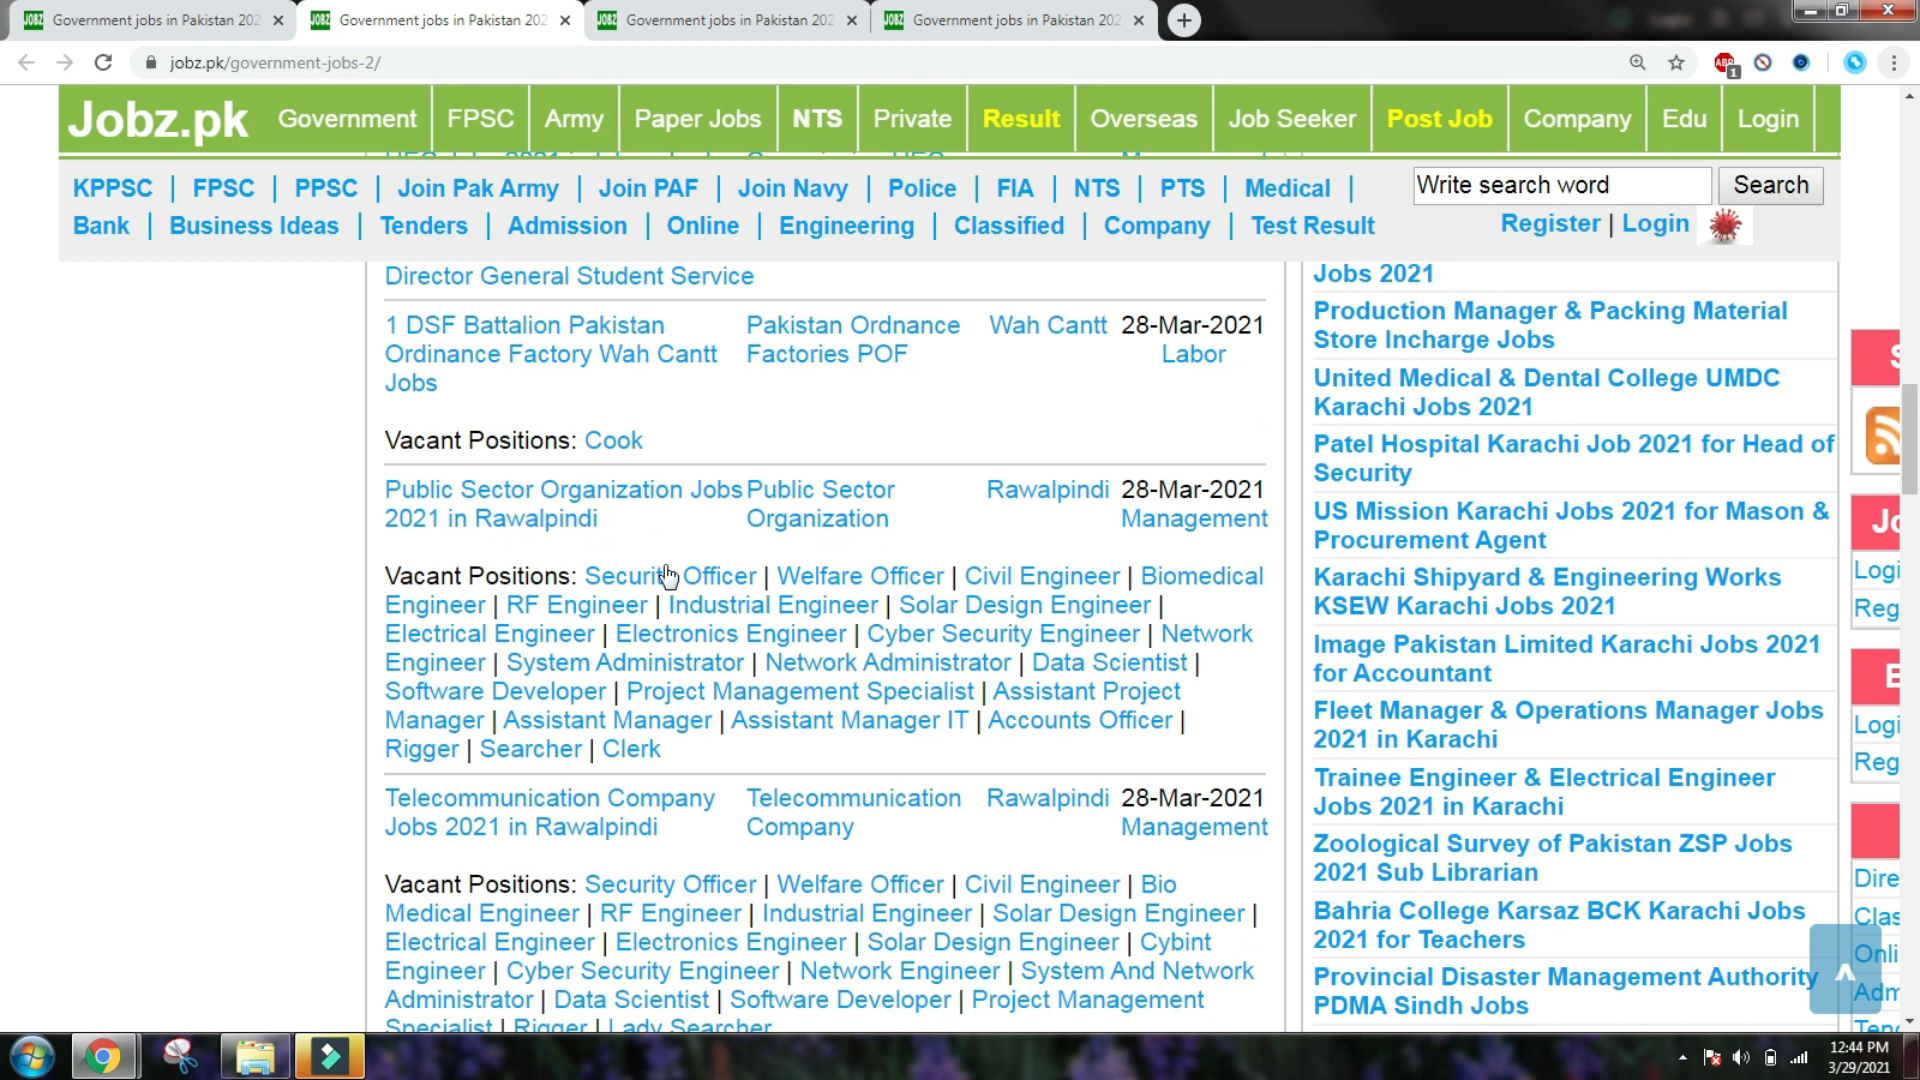 Government jobs in Pakistan 202
Government jobs in Pakistan 202
Government jobs in Pakistan 202
Government jobs in Pakistan 202
jobz.pk/government-jobs-2/
ABP
1
Jobz.pk Government FPSC Army Paper Jobs NTS Private Result Overseas Job Seeker Post Job Company Edu Login
KPPSC | FPSC | PPSC | Join Pak Army | Join PAF | Join Navy | Police | FIA | NTS | PTS | Medical |
Write search word Search
Bank | Business Ideas | Tenders | Admission | Online | Engineering | Classified | Company | Test Result
Register | Login
Director General Student Service
1 DSF Battalion Pakistan Ordinance Factory Wah Cantt Jobs
Pakistan Ordnance Factories POF
Wah Cantt
28-Mar-2021
Labor
Vacant Positions: Cook
Public Sector Organization Jobs
2021 in Rawalpindi
Public Sector
Organization
Rawalpindi
28-Mar-2021
Management
Vacant Positions: Security Officer | Welfare Officer | Civil Engineer | Biomedical
Engineer | RF Engineer | Industrial Engineer | Solar Design Engineer |
Electrical Engineer | Electronics Engineer | Cyber Security Engineer | Network
Engineer | System Administrator | Network Administrator | Data Scientist |
Software Developer | Project Management Specialist | Assistant Project
Manager | Assistant Manager | Assistant Manager IT | Accounts Officer |
Rigger | Searcher | Clerk
Telecommunication Company
Jobs 2021 in Rawalpindi
Telecommunication
Company
Rawalpindi
28-Mar-2021
Management
Vacant Positions: Security Officer | Welfare Officer | Civil Engineer | Bio
Medical Engineer | RF Engineer | Industrial Engineer | Solar Design Engineer |
Electrical Engineer | Electronics Engineer | Solar Design Engineer | Cybint
Engineer | Cyber Security Engineer | Network Engineer | System And Network
Administrator | Data Scientist | Software Developer | Project Management
Specialist | Rigger | Lady Searcher
Jobs 2021
Production Manager & Packing Material
Store Incharge Jobs
United Medical & Dental College UMDC
Karachi Jobs 2021
Patel Hospital Karachi Job 2021 for Head of
Security
US Mission Karachi Jobs 2021 for Mason &
Procurement Agent
Karachi Shipyard & Engineering Works
KSEW Karachi Jobs 2021
Image Pakistan Limited Karachi Jobs 2021
for Accountant
Fleet Manager & Operations Manager Jobs
2021 in Karachi
Trainee Engineer & Electrical Engineer
Jobs 2021 in Karachi
Zoological Survey of Pakistan ZSP Jobs
2021 Sub Librarian
Bahria College Karsaz BCK Karachi Jobs
2021 for Teachers
Provincial Disaster Management Authority
PDMA Sindh Jobs
S
Jo
Logi
Reg
E
Logi
Reg
Dire
Clas
Onli
Adm
Tend
12:44 PM
3/29/2021